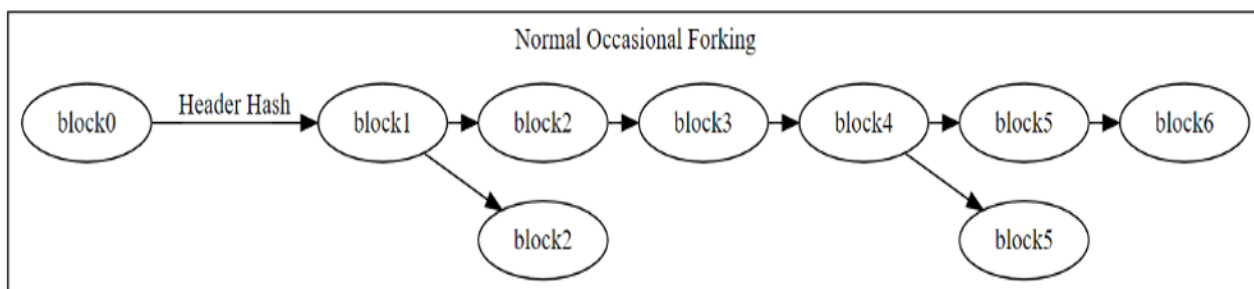 Normal Occasional Forking
Header Hash
block0
block1
block2
block3
block4
block5
block6
block2
block5